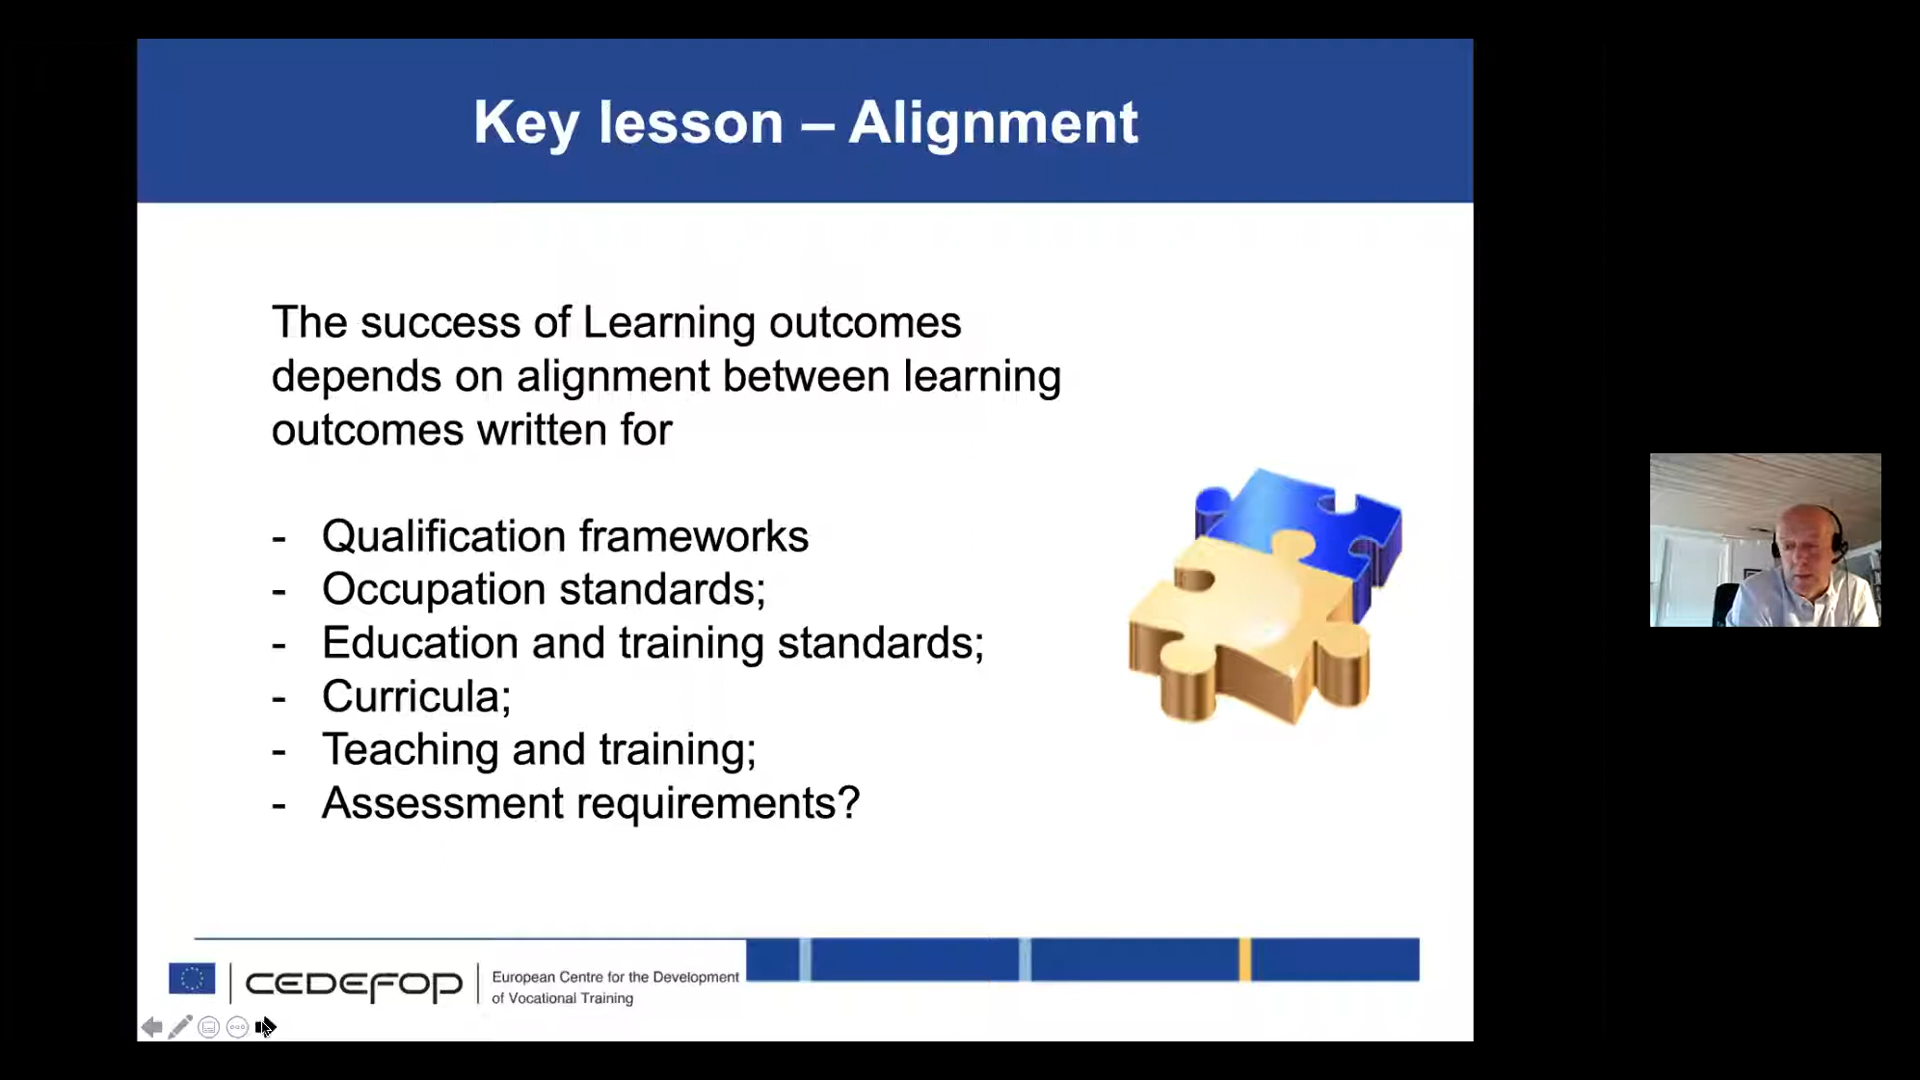 Key lesson – Alignment
The success of Learning outcomes
depends on alignment between learning
outcomes written for
- Qualification frameworks
- Occupation standards;
- Education and training standards;
- Curricula;
- Teaching and training;
- Assessment requirements?
CEDEFOP
European Centre for the Development
of Vocational Training